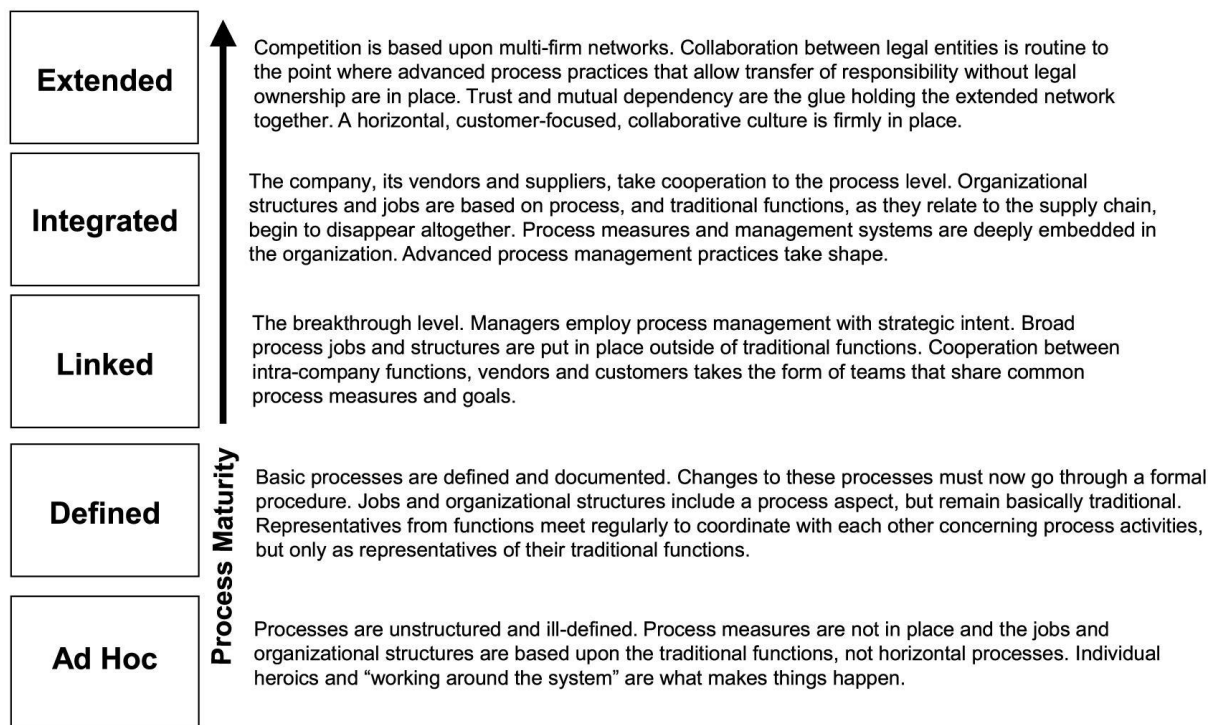 Extended
Competition is based upon multi-firm networks. Collaboration between legal entities is routine to
the point where advanced process practices that allow transfer of responsibility without legal
ownership are in place. Trust and mutual dependency are the glue holding the extended network
together. A horizontal, customer-focused, collaborative culture is firmly in place.
Integrated
The company, its vendors and suppliers, take cooperation to the process level. Organizational
structures and jobs are based on process, and traditional functions, as they relate to the supply chain,
begin to disappear altogether. Process measures and management systems are deeply embedded in
the organization. Advanced process management practices take shape.
Linked
The breakthrough level. Managers employ process management with strategic intent. Broad
process jobs and structures are put in place outside of traditional functions. Cooperation between
intra-company functions, vendors and customers takes the form of teams that share common
process measures and goals.
Process Maturity
Defined
Basic processes are defined and documented. Changes to these processes must now go through a formal
procedure. Jobs and organizational structures include a process aspect, but remain basically traditional.
Representatives from functions meet regularly to coordinate with each other concerning process activities,
but only as representatives of their traditional functions.
Ad Hoc
Processes are unstructured and ill-defined. Process measures are not in place and the jobs and
organizational structures are based upon the traditional functions, not horizontal processes. Individual
heroics and “working around the system” are what makes things happen.